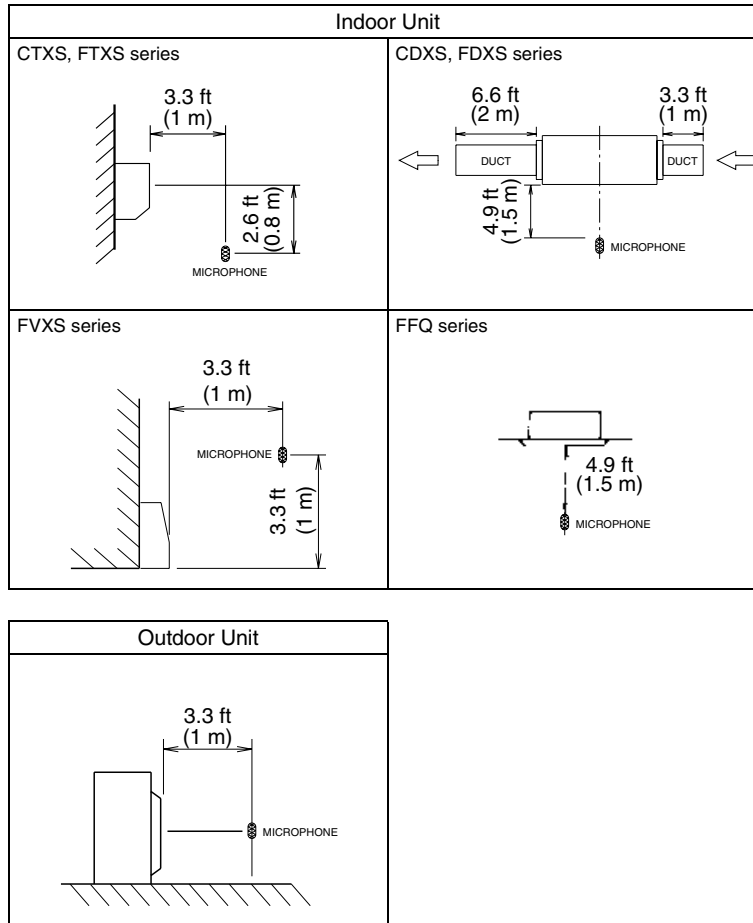 Indoor Unit
CTXS, FTXS series
3.3 ft
(1 m)
2.6 ft
(0.8 m)
MICROPHONE
CDXS, FDXS series
6.6 ft
(2 m)
3.3 ft
(1 m)
DUCT
DUCT
4.9 ft
(1.5 m)
MICROPHONE
FVXS series
3.3 ft
(1 m)
MICROPHONE
3.3 ft
(1 m)
FFQ series
4.9 ft
(1.5 m)
MICROPHONE
Outdoor Unit
3.3 ft
(1 m)
MICROPHONE